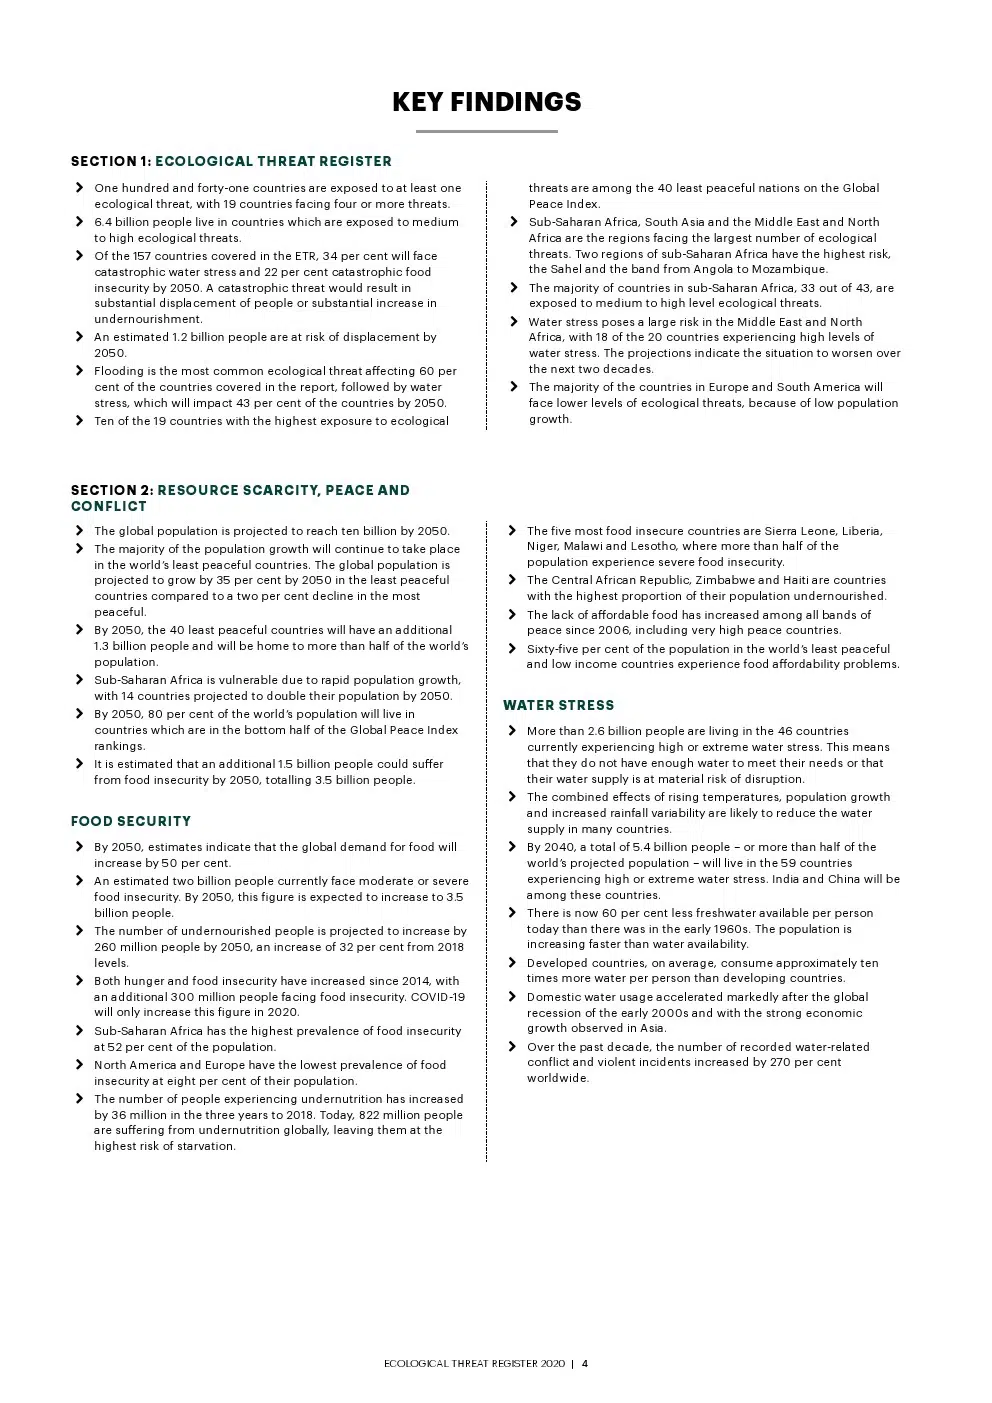 KEY FINDINGS
SECTION 1: ECOLOGICAL THREAT REGISTER
One hundred and forty-one countries are exposed to at least one
ecological threat, with 19 countries facing four or more threats.
6.4 billion people live in countries which are exposed to medium
to high ecological threats.
Of the 157 countries covered in the ETR, 34 per cent will face
catastrophic water stress and 22 per cent catastrophic food
insecurity by 2050. A catastrophic threat would result in
substantial displacement of people or substantial increase in
undernourishment.
An estimated 1.2 billion people are at risk of displacement by
2050.
Flooding is the most common ecological threat affecting 60 per
cent of the countries covered in the report, followed by water
stress, which will impact 43 per cent of the countries by 2050.
Ten of the 19 countries with the highest exposure to ecological
threats are among the 40 least peaceful nations on the Global
Peace Index.
Sub-Saharan Africa, South Asia and the Middle East and North
Africa are the regions facing the largest number of ecological
threats. Two regions of sub-Saharan Africa have the highest risk,
the Sahel and the band from Angola to Mozambique.
The majority of countries in sub-Saharan Africa, 33 out of 43, are
exposed to medium to high level ecological threats.
Water stress poses a large risk in the Middle East and North
Africa, with 18 of the 20 countries experiencing high levels of
water stress. The projections indicate the situation to worsen over
the next two decades.
The majority of the countries in Europe and South America will
face lower levels of ecological threats, because of low population
growth.
SECTION 2: RESOURCE SCARCITY, PEACE AND
CONFLICT
The global population is projected to reach ten billion by 2050.
The majority of the population growth will continue to take place
in the world's least peaceful countries. The global population is
projected to grow by 35 per cent by 2050 in the least peaceful
countries compared to a two per cent decline in the most
peaceful.
By 2050, the 40 least peaceful countries will have an additional
1.3 billion people and will be home to more than half of the world's
population.
Sub-Saharan Africa is vulnerable due to rapid population growth,
with 14 countries projected to double their population by 2050.
By 2050, 80 per cent of the world's population will live in
countries which are in the bottom half of the Global Peace Index
rankings.
It is estimated that an additional 1.5 billion people could suffer
from food insecurity by 2050, totalling 3.5 billion people.
FOOD SECURITY
By 2050, estimates indicate that the global demand for food will
increase by 50 per cent.
An estimated two billion people currently face moderate or severe
food insecurity. By 2050, this figure is expected to increase to 3.5
billion people.
The number of undernourished people is projected to increase by
260 million people by 2050, an increase of 32 per cent from 2018
levels.
Both hunger and food insecurity have increased since 2014, with
an additional 300 million people facing food insecurity. COVID-19
will only increase this figure in 2020.
Sub-Saharan Africa has the highest prevalence of food insecurity
at 52 per cent of the population.
North America and Europe have the lowest prevalence of food
insecurity at eight per cent of their population.
The number of people experiencing undernutrition has increased
by 36 million in the three years to 2018. Today, 822 million people
are suffering from undernutrition globally, leaving them at the
highest risk of starvation.
The five most food insecure countries are Sierra Leone, Liberia,
Niger, Malawi and Lesotho, where more than half of the
population experience severe food insecurity.
The Central African Republic, Zimbabwe and Haiti are countries
with the highest proportion of their population undernourished.
The lack of affordable food has increased among all bands of
peace since 2006, including very high peace countries.
Sixty-five per cent of the population in the world's least peaceful
and low income countries experience food affordability problems.
WATER STRESS
More than 2.6 billion people are living in the 46 countries
currently experiencing high or extreme water stress. This means
that they do not have enough water to meet their needs or that
their water supply is at material risk of disruption.
The combined effects of rising temperatures, population growth
and increased rainfall variability are likely to reduce the water
supply in many countries.
By 2040, a total of 5.4 billion people – or more than half of the
world's projected population – will live in the 59 countries
experiencing high or extreme water stress. India and China will be
among these countries.
There is now 60 per cent less freshwater available per person
today than there was in the early 1960s. The population is
increasing faster than water availability.
Developed countries, on average, consume approximately ten
times more water per person than developing countries.
Domestic water usage accelerated markedly after the global
recession of the early 2000s and with the strong economic
growth observed in Asia.
Over the past decade, the number of recorded water-related
conflict and violent incidents increased by 270 per cent
worldwide.
ECOLOGICAL THREAT REGISTER 2020 | 4